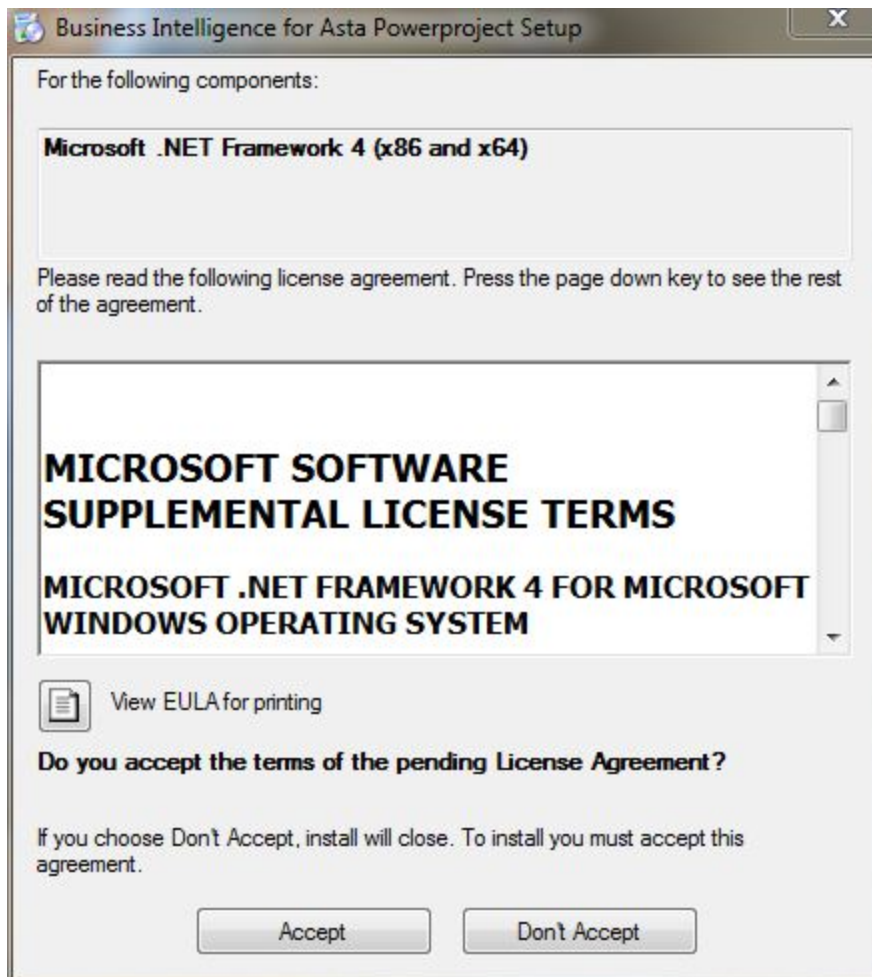 Business Intelligence for Asta Powerproject Setup
For the following components:
Microsoft .NET Framework 4 (x86 and x64)
Please read the following license agreement. Press the page down key to see the rest
of the agreement.
MICROSOFT SOFTWARE
SUPPLEMENTAL LICENSE TERMS
MICROSOFT .NET FRAMEWORK 4 FOR MICROSOFT
WINDOWS OPERATING SYSTEM
View EULA for printing
Do you accept the terms of the pending License Agreement?
If you choose Don't Accept, install will close. To install you must accept this
agreement.
Accept Don't Accept